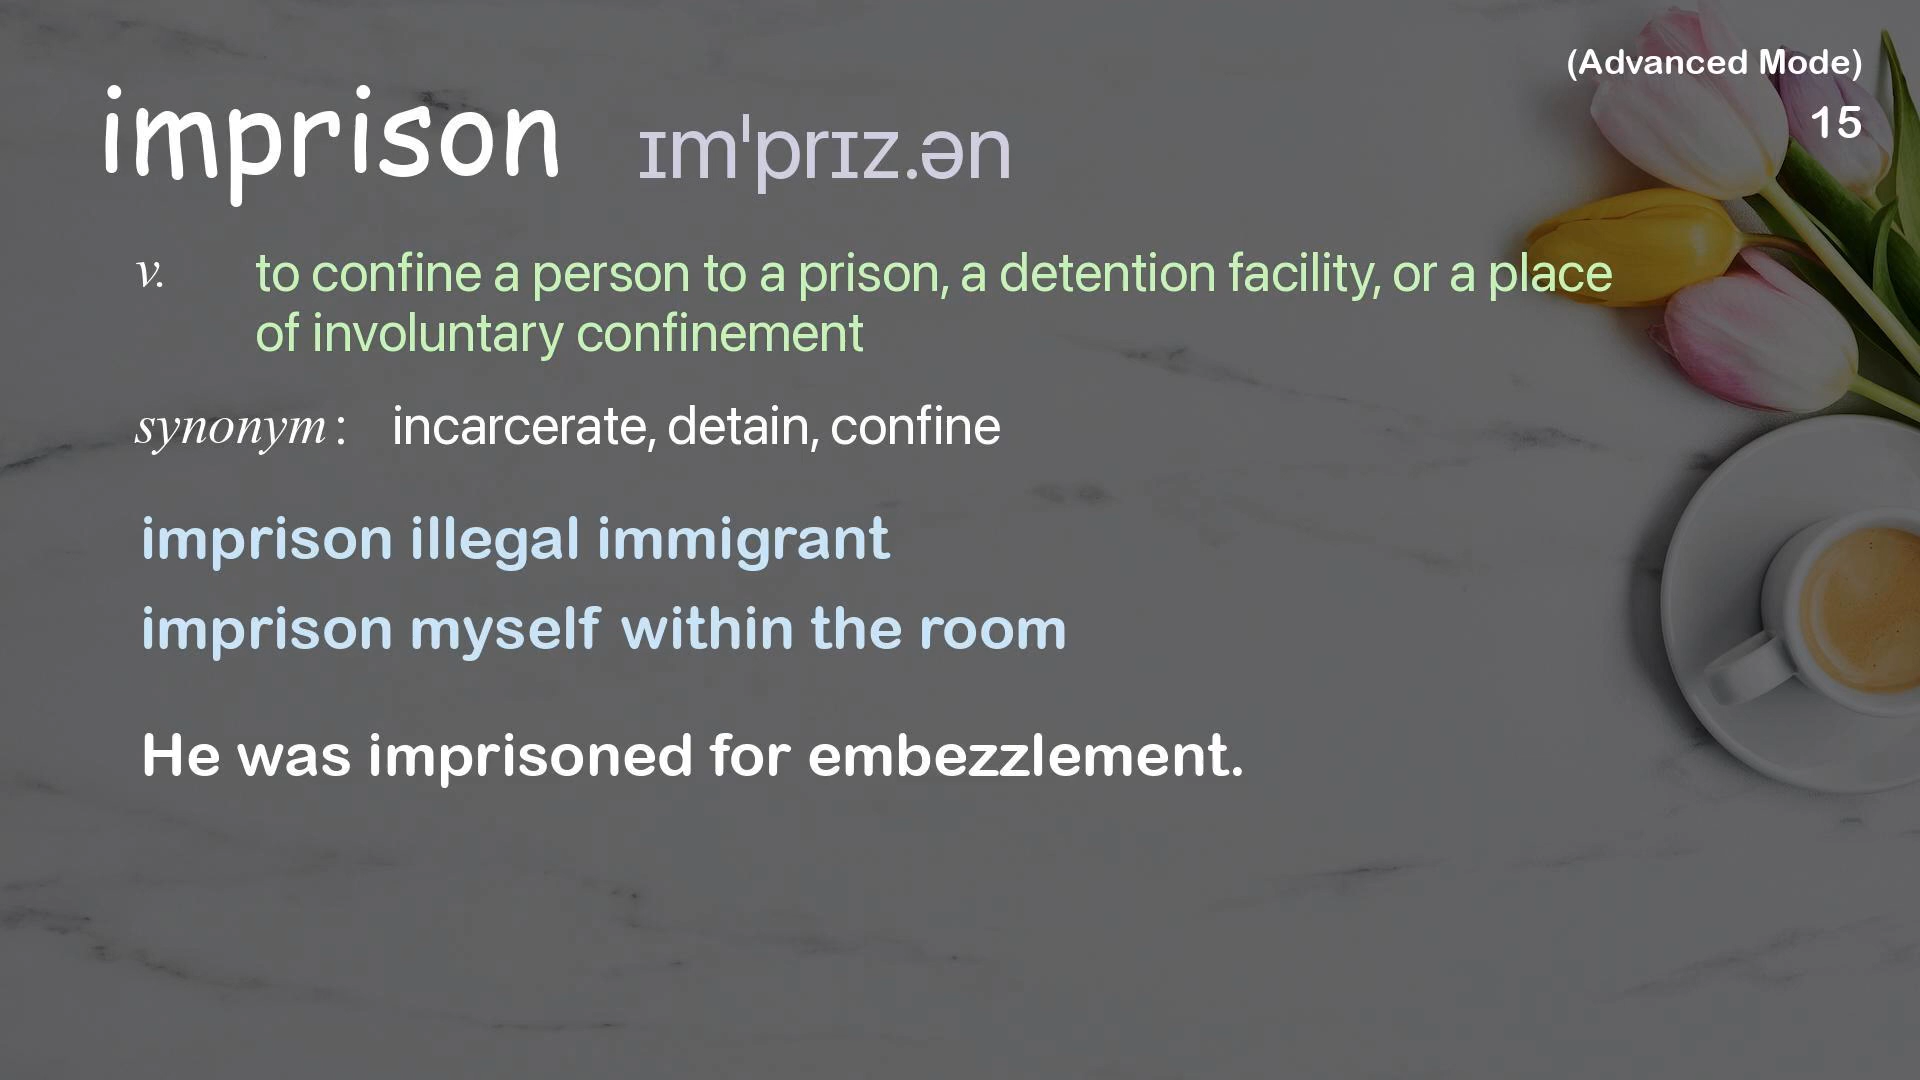 (Advanced Mode)
15
imprison ɪmˈprɪz.ən
v. to confine a person to a prison, a detention facility, or a place
of involuntary confinement
synonym : incarcerate, detain, confine
imprison illegal immigrant
imprison myself within the room
He was imprisoned for embezzlement.